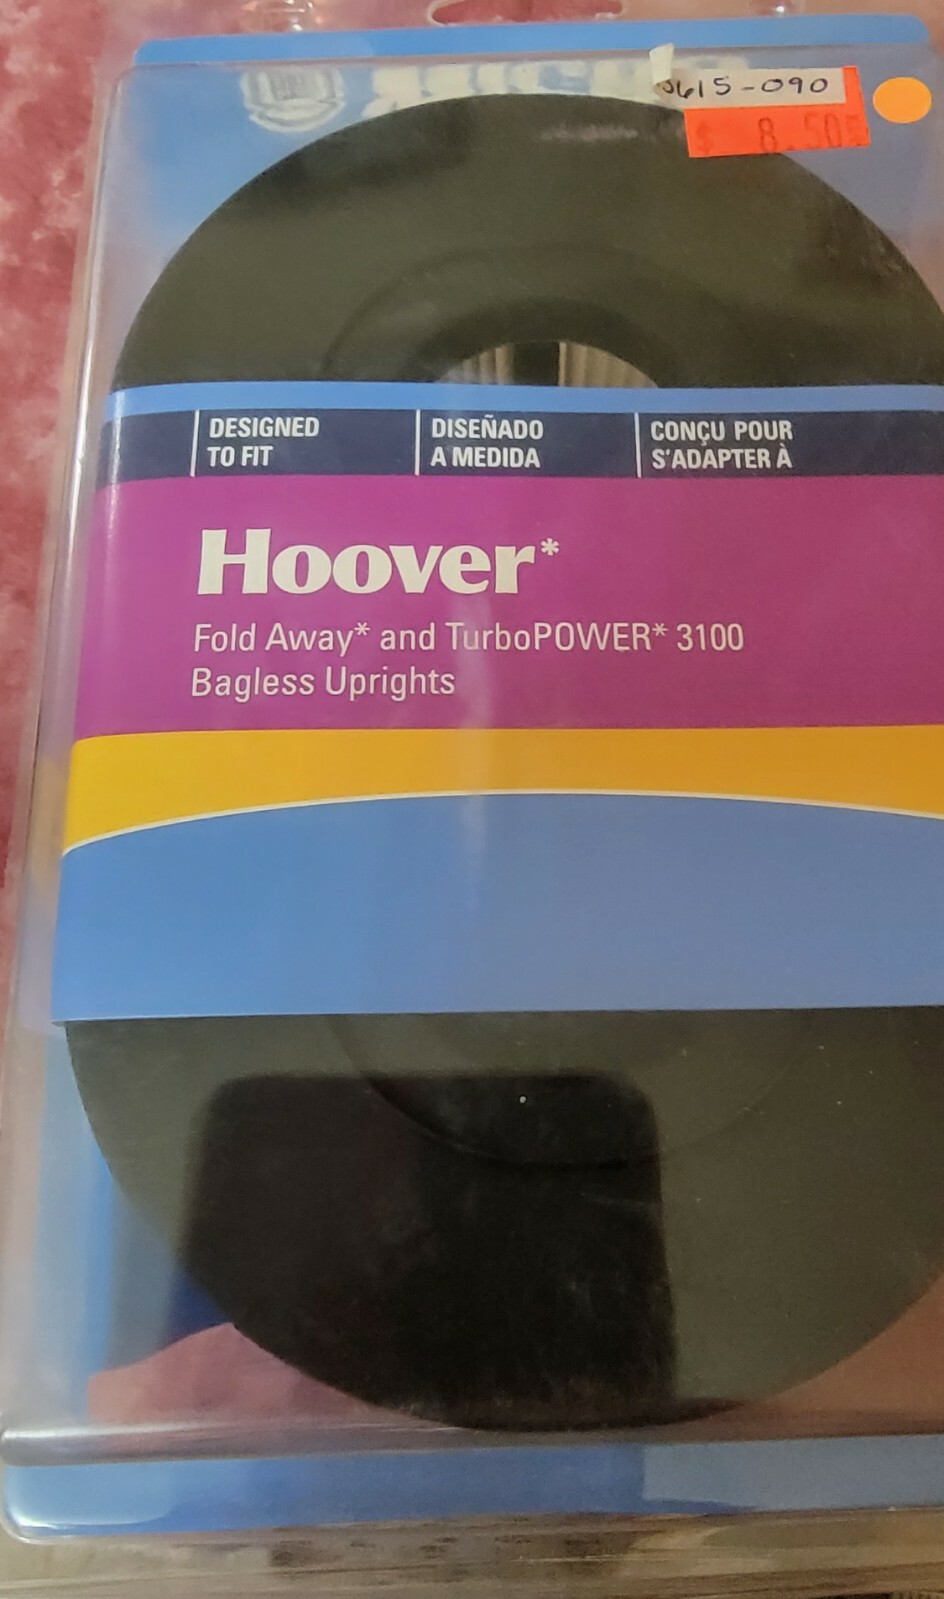 615-090
$ 8.50
DESIGNED
TO FIT
DISEÑADO
A MEDIDA
CONÇU POUR
S'ADAPTER À
Hoover*
Fold Away* and TurboPOWER* 3100
Bagless Uprights